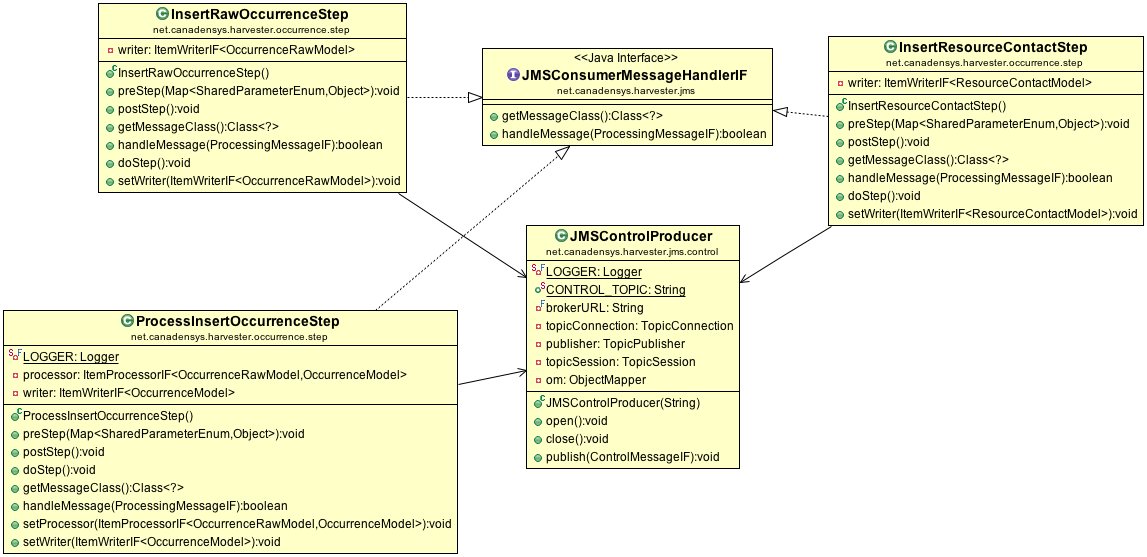 InsertRawOccurrenceStep
net.canadensys.harvester.occurrence.step
writer: ItemWriterIF<OccurrenceRawModel>
InsertRawOccurrenceStep()
preStep(Map<SharedParameterEnum,Object>):void
postStep():void
getMessageClass():Class<?>
handleMessage(ProcessingMessageIF):boolean
doStep():void
setWriter(ItemWriterIF<OccurrenceRawModel>):void
<<Java Interface>>
JMSConsumerMessageHandlerIF
net.canadensys.harvester.jms
getMessageClass():Class<?>
handleMessage(ProcessingMessageIF):boolean
InsertResourceContactStep
net.canadensys.harvester.occurrence.step
writer: ItemWriterIF<ResourceContactModel>
InsertResourceContactStep()
preStep(Map<SharedParameterEnum,Object>):void
postStep():void
getMessageClass():Class<?>
handleMessage(ProcessingMessageIF):boolean
doStep():void
setWriter(ItemWriterIF<ResourceContactModel>):void
JMSControlProducer
net.canadensys.harvester.jms.control
LOGGER: Logger
CONTROL_TOPIC: String
brokerURL: String
topicConnection: TopicConnection
publisher: TopicPublisher
topicSession: TopicSession
om: ObjectMapper
JMSControlProducer(String)
open():void
close():void
publish(ControlMessageIF):void
ProcessInsertOccurrenceStep
net.canadensys.harvester.occurrence.step
LOGGER: Logger
processor: ItemProcessorIF<OccurrenceRawModel,OccurrenceModel>
writer: ItemWriterIF<OccurrenceModel>
ProcessInsertOccurrenceStep()
preStep(Map<SharedParameterEnum,Object>):void
postStep():void
doStep():void
getMessageClass():Class<?>
handleMessage(ProcessingMessageIF):boolean
setProcessor(ItemProcessorIF<OccurrenceRawModel,OccurrenceModel>):void
setWriter(ItemWriterIF<OccurrenceModel>):void